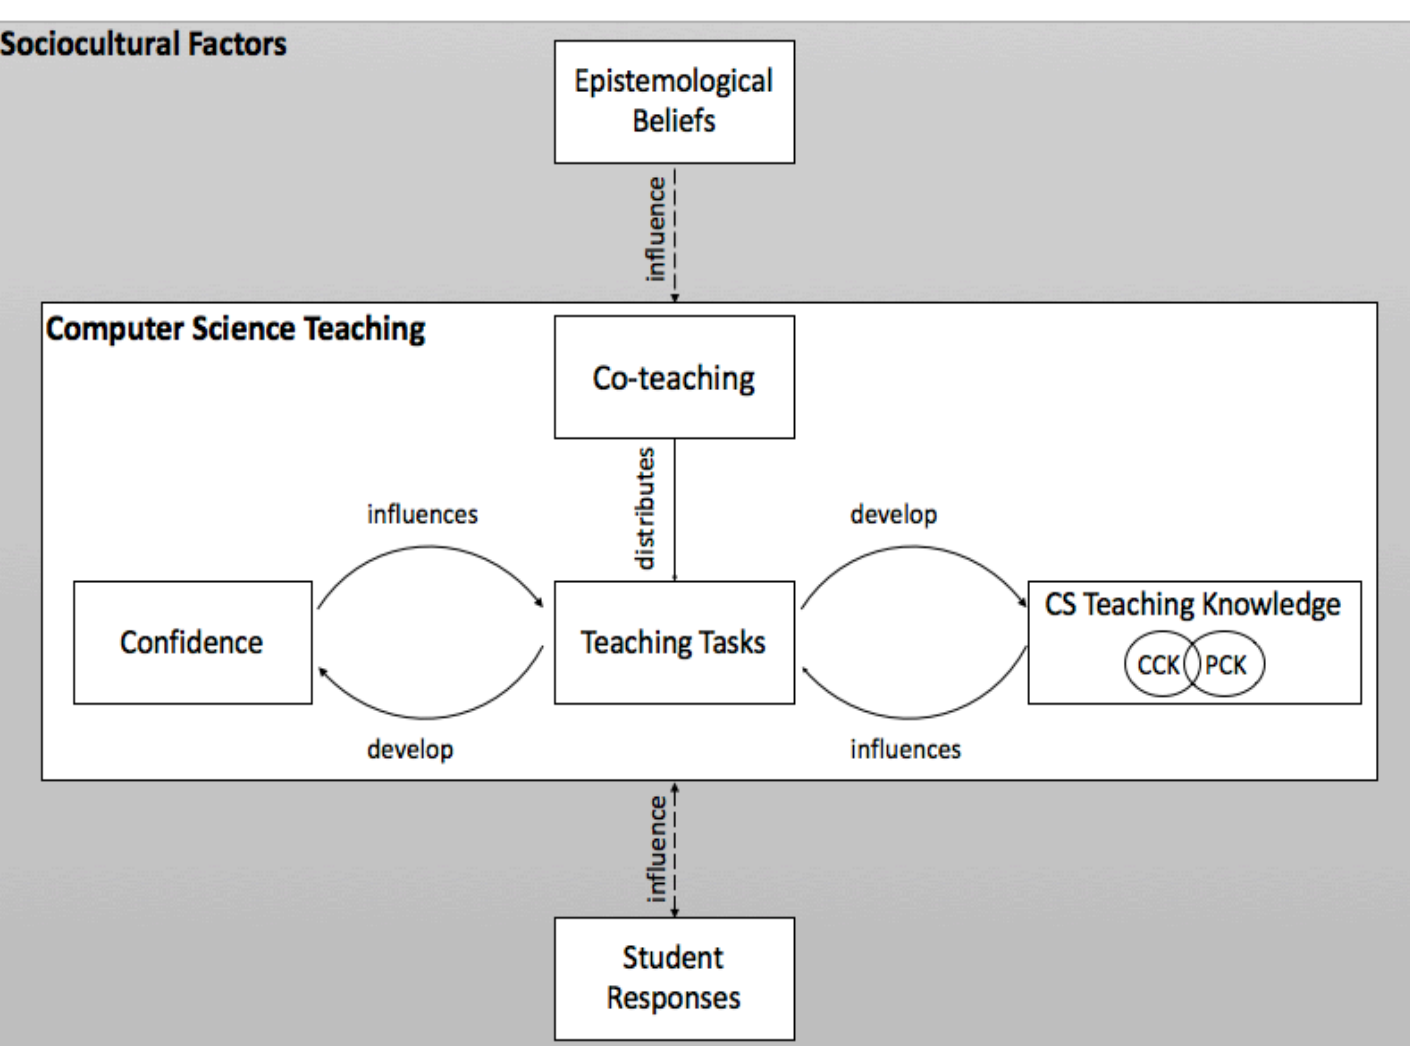 Sociocultural Factors
Epistemological
Beliefs
influence
Computer Science Teaching
Co-teaching
distributes
influences
develop
Confidence
Teaching Tasks
CS Teaching Knowledge
CCK PCK
develop
influences
influence
Student
Responses